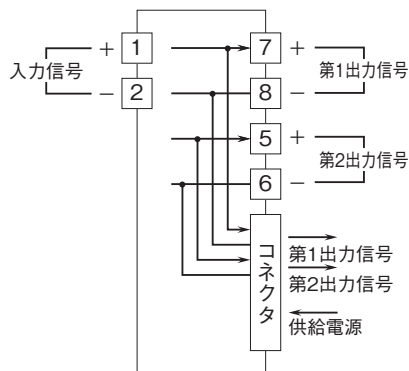 + 1
入力信号
− 2
7 +
第1出力信号
8 −
5 +
第2出力信号
6 −
コネクタ
第1出力信号
第2出力信号
供給電源